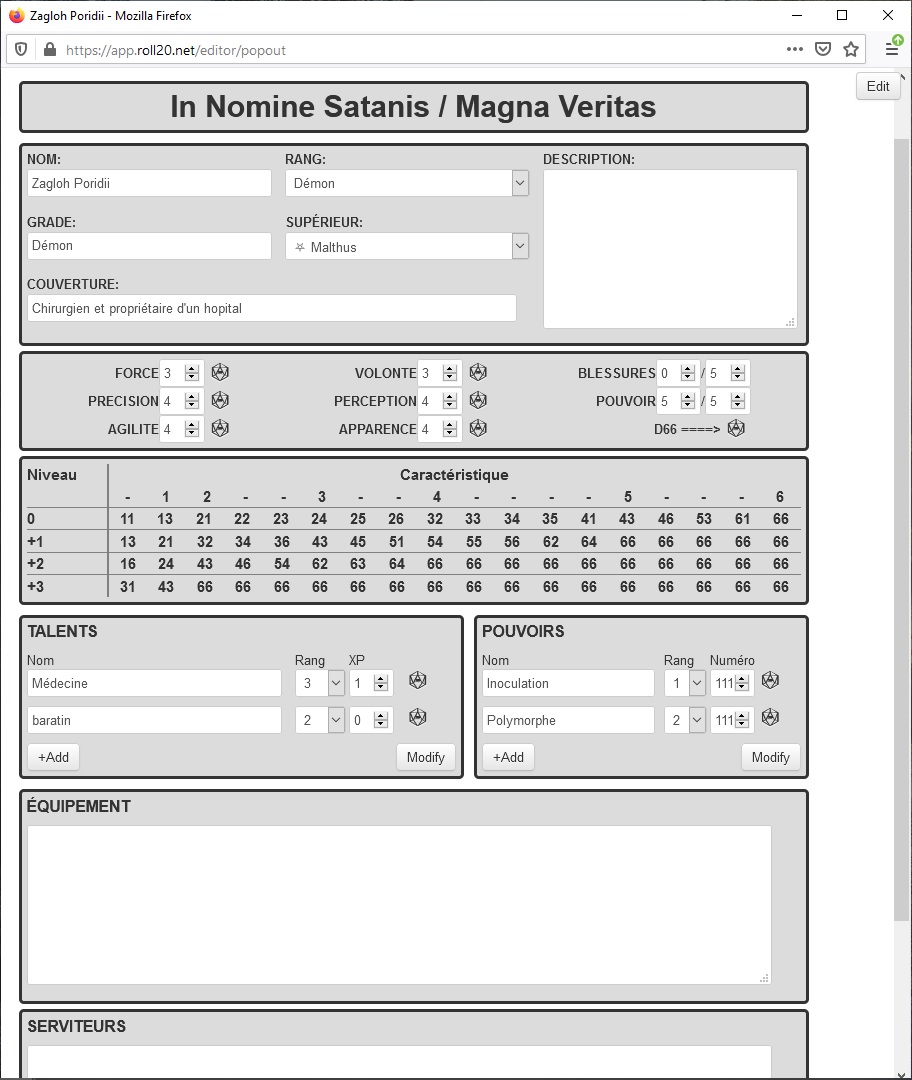 Zagloh Poridii - Mozilla Firefox
https://app.roll20.net/editor/popout
Edit
In Nomine Satanis / Magna Veritas
NOM: RANG: DESCRIPTION:
Zagloh Poridii Démon
GRADE: SUPÉRIEUR:
Démon Malthus
COUVERTURE:
Chirurgien et propriétaire d'un hopital
FORCE 3 VOLONTE 3 BLESSURES 0 / 5
PRECISION 4 PERCEPTION 4 POUVOIR 5 / 5
AGILITE 4 APPARENCE 4 D66 ====>
Niveau Caractéristique
- 1 2 - - 3 - - 4 - - - - 5 - - - 6
0 11 13 21 22 23 24 25 26 32 33 34 35 41 43 46 53 61 66
+1 13 21 32 34 36 43 45 51 54 55 56 62 64 66 66 66 66 66
+2 16 24 43 46 54 62 63 64 66 66 66 66 66 66 66 66 66 66
+3 31 43 66 66 66 66 66 66 66 66 66 66 66 66 66 66 66 66
TALENTS
Nom Rang XP
Médecine 3 1
baratin 2 0
+Add Modify
POUVOIRS
Nom Rang Numéro
Inoculation 1 111
Polymorphe 2 111
+Add Modify
ÉQUIPEMENT
SERVITEURS